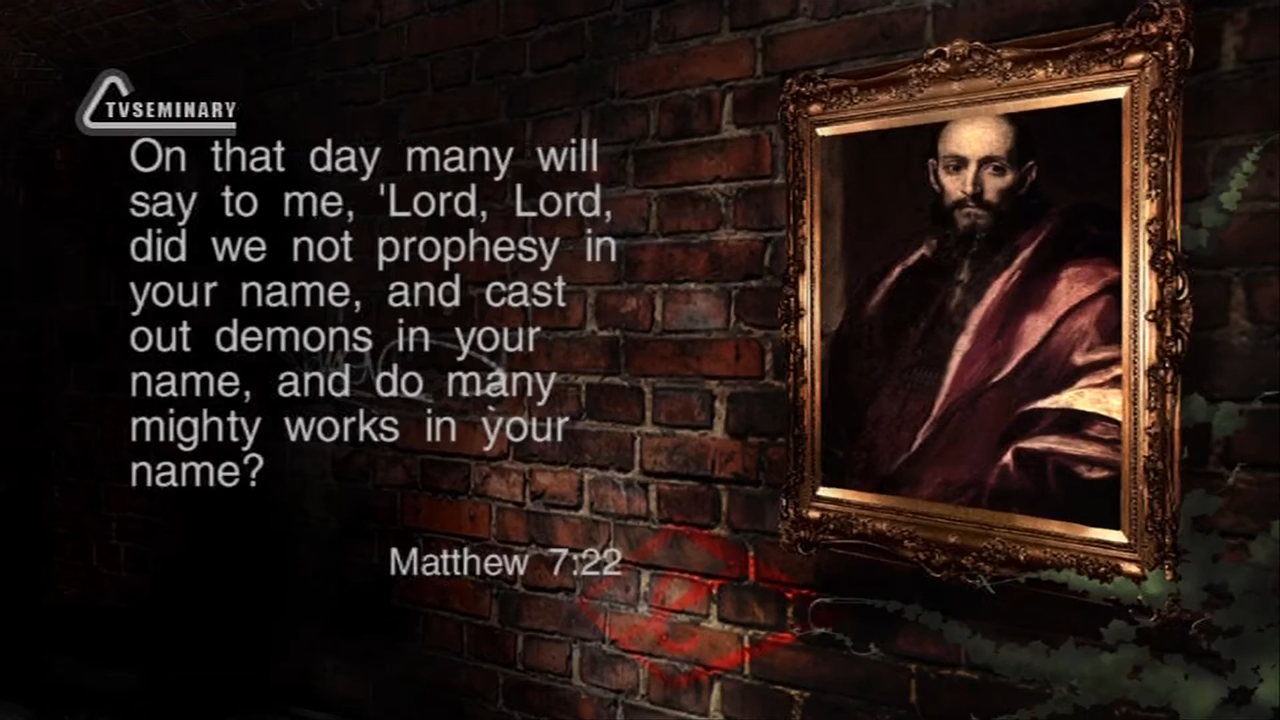 TVSEMINARY
On that day many will
say to me, 'Lord, Lord,
did we not prophesy in
your name, and cast
out demons in your
name, and do many
mighty works in your
name?
Matthew 7:22